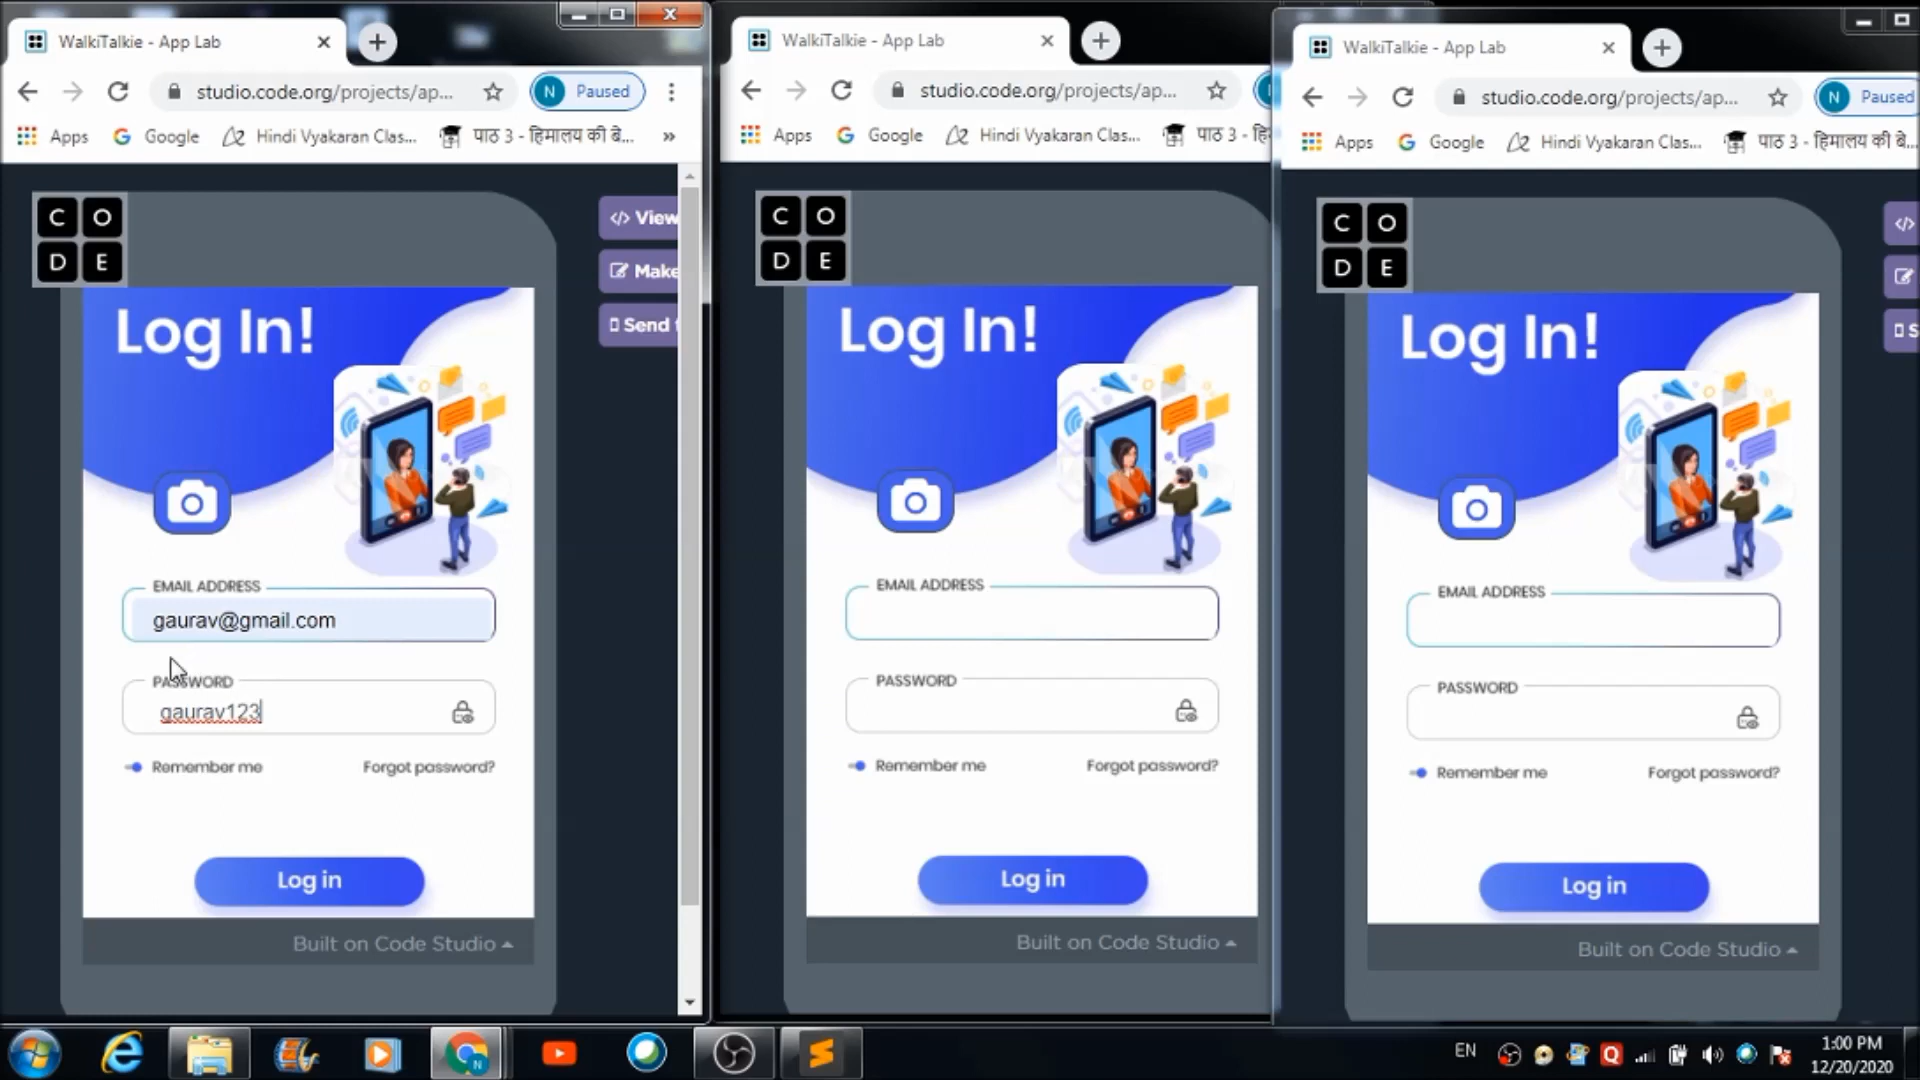 WalkiTalkie - App Lab
studio.code.org/projects/ap...
N Paused
Apps Google Hindi Vyakaran Clas... पाठ 3 - हिमालय की बे... »
C O
D E
</> View
Make
Send
Log In!
EMAIL ADDRESS
gaurav@gmail.com
PASSWORD
gaurav123
Remember me Forgot password?
Log in
Built on Code Studio
WalkiTalkie - App Lab
studio.code.org/projects/ap...
Apps Google Hindi Vyakaran Clas... पाठ 3 - हि
C O
D E
Log In!
EMAIL ADDRESS
PASSWORD
Remember me Forgot password?
Log in
Built on Code Studio
WalkiTalkie - App Lab
studio.code.org/projects/ap...
N Paused
Apps Google Hindi Vyakaran Clas... पाठ 3 - हिमालय की बे...
C O
D E
</>
S
Log In!
EMAIL ADDRESS
PASSWORD
Remember me Forgot password?
Log in
Built on Code Studio
EN
1:00 PM
12/20/2020